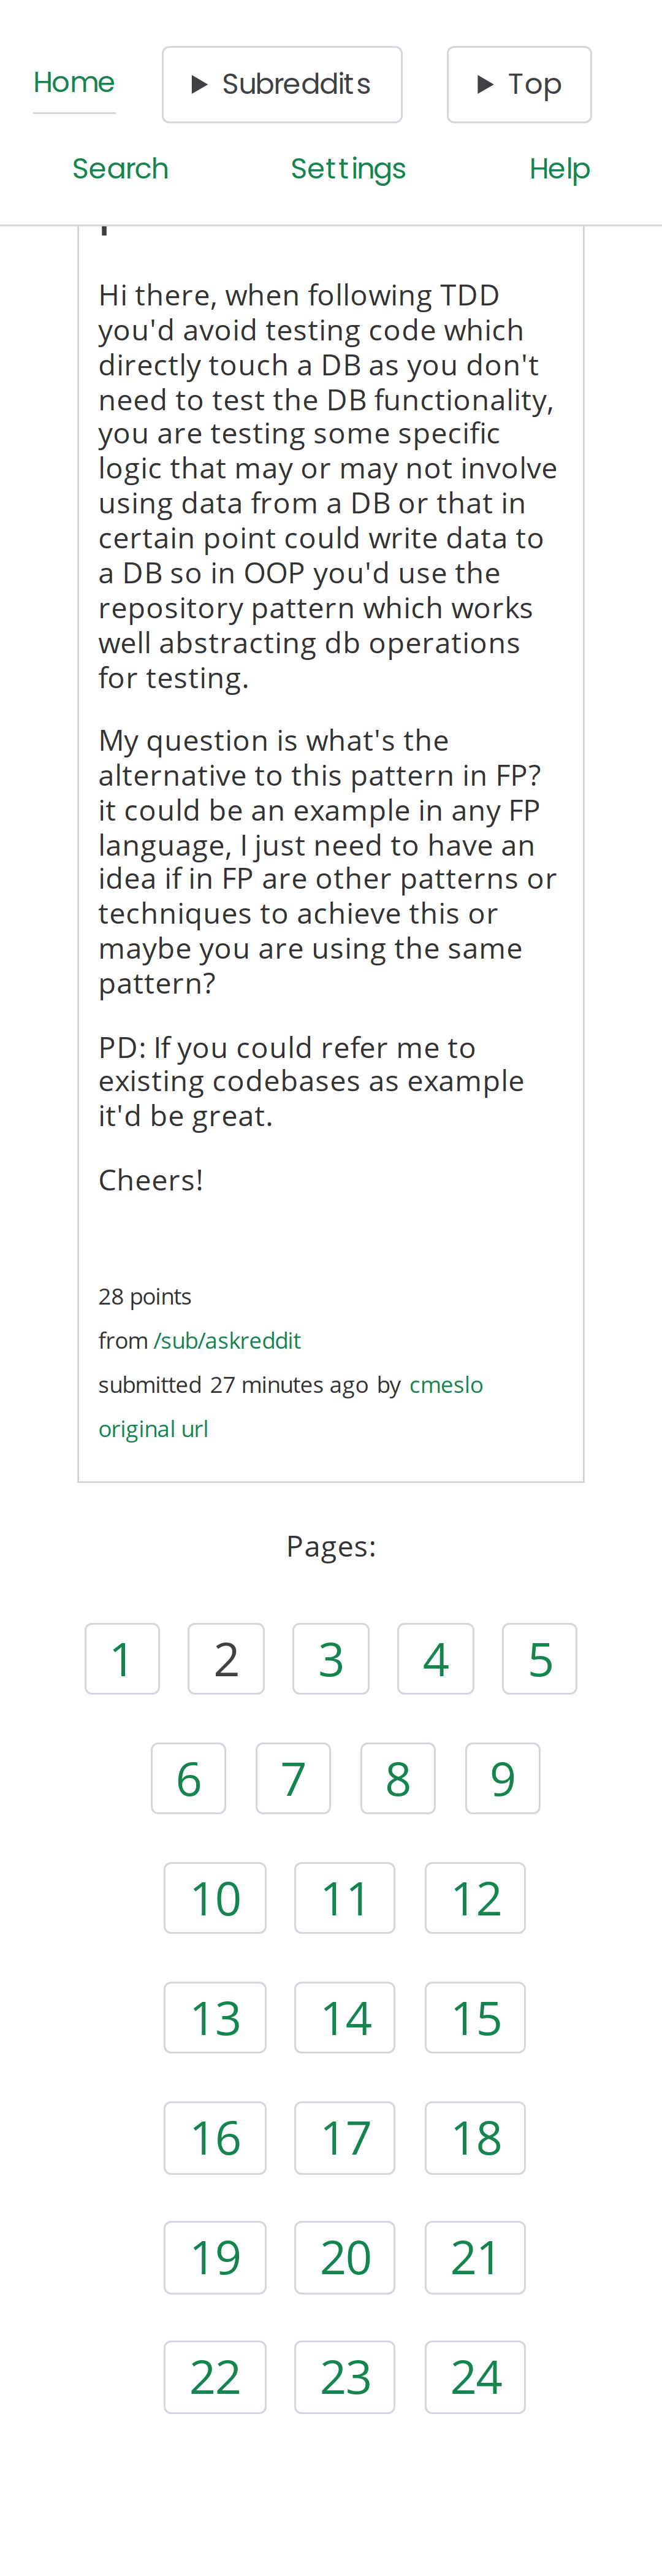 Home
▶ Subreddits
▶ Top
Search
Settings
Help
Hi there, when following TDD
you'd avoid testing code which
directly touch a DB as you don't
need to test the DB functionality,
you are testing some specific
logic that may or may not involve
using data from a DB or that in
certain point could write data to
a DB so in OOP you'd use the
repository pattern which works
well abstracting db operations
for testing.
My question is what's the
alternative to this pattern in FP?
it could be an example in any FP
language, I just need to have an
idea if in FP are other patterns or
techniques to achieve this or
maybe you are using the same
pattern?
PD: If you could refer me to
existing codebases as example
it'd be great.
Cheers!
28 points
from /sub/askreddit
submitted 27 minutes ago by cmeslo
original url
Pages:
1 2 3 4 5
6 7 8 9
10 11 12
13 14 15
16 17 18
19 20 21
22 23 24